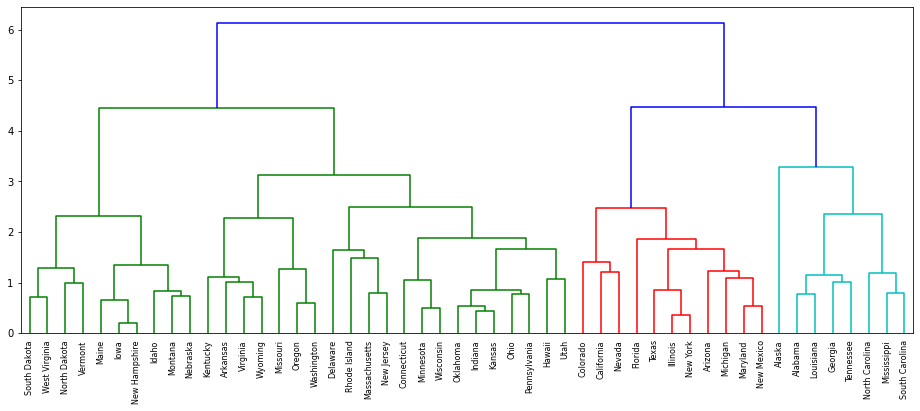 6
5
4
3
2
1
0
South Dakota
West Virginia
North Dakota
Vermont
Maine
Iowa
New Hampshire
Idaho
Montana
Nebraska
Kentucky
Arkansas
Virginia
Wyoming
Missouri
Oregon
Washington
Delaware
Rhode Island
Massachusetts
New Jersey
Connecticut
Minnesota
Wisconsin
Oklahoma
Indiana
Kansas
Ohio
Pennsylvania
Hawaii
Utah
Colorado
California
Nevada
Florida
Texas
Illinois
New York
Arizona
Michigan
Maryland
New Mexico
Alaska
Alabama
Louisiana
Georgia
Tennessee
North Carolina
Mississippi
South Carolina